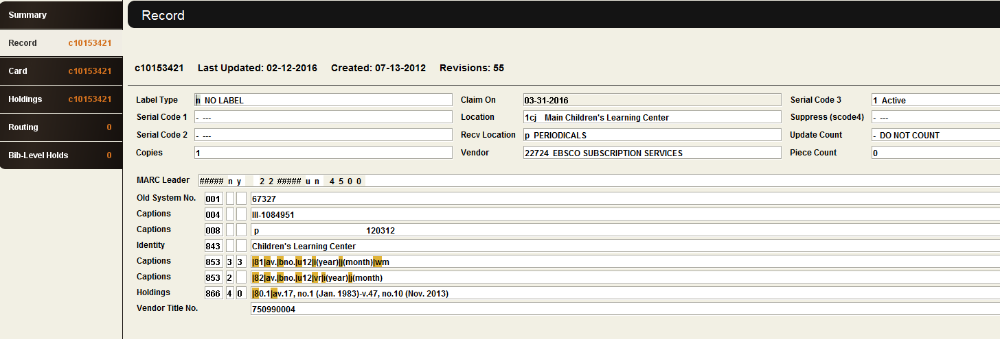 Summary
Record
Record c10153421
Card c10153421
Holdings c10153421
Routing 0
Bib-Level Holds 0
c10153421 Last Updated: 02-12-2016 Created: 07-13-2012 Revisions: 55
Label Type n NO LABEL Claim On 03-31-2016 Serial Code 3 1 Active
Serial Code 1 - --- Location 1cj Main Children's Learning Center Suppress (scode4) - ---
Serial Code 2 - --- Recv Location p PERIODICALS Update Count - DO NOT COUNT
Copies 1 Vendor 22724 EBSCO SUBSCRIPTION SERVICES Piece Count 0
MARC Leader ##### n y 2 2 ##### u n 4 5 0 0
Old System No. 001 67327
Captions 004 III-1084951
Captions 008 p 120312
Identity 843 Children's Learning Center
Captions 853 3 3 |81|av.|bno.|u12|i(year)|j(month)|wm
Captions 853 2 |82|av.|bno.|u12|vr|i(year)|j(month)
Holdings 866 4 0 |80.1|av.17, no.1 (Jan. 1983)-v.47, no.10 (Nov. 2013)
Vendor Title No. 750990004